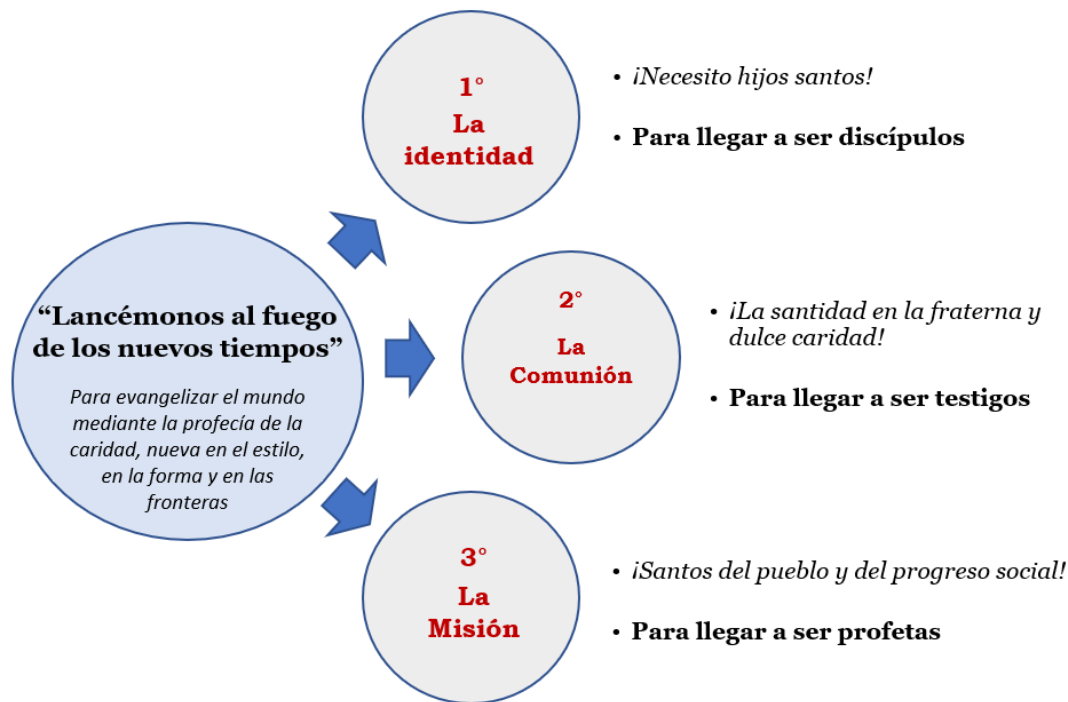 “Lancémonos al fuego
de los nuevos tiempos”
Para evangelizar el mundo
mediante la profecía de la
caridad, nueva en el estilo,
en la forma y en las
fronteras
1°
La
identidad
• ¡Necesito hijos santos!
• Para llegar a ser discípulos
2°
La
Comunión
• ¡La santidad en la fraterna y
dulce caridad!
• Para llegar a ser testigos
3°
La
Misión
• ¡Santos del pueblo y del progreso social!
• Para llegar a ser profetas